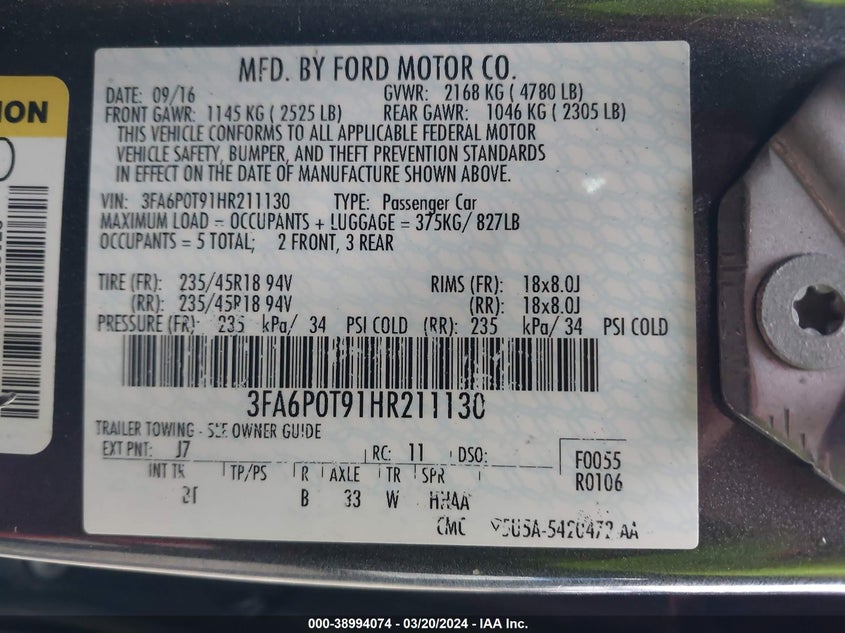 MFD. BY FORD MOTOR CO.
DATE: 09/16 GVWR: 2168 KG ( 4780 LB)
FRONT GAWR: 1145 KG ( 2525 LB) REAR GAWR: 1046 KG ( 2305 LB)
THIS VEHICLE CONFORMS TO ALL APPLICABLE FEDERAL MOTOR
VEHICLE SAFETY, BUMPER, AND THEFT PREVENTION STANDARDS
IN EFFECT ON THE DATE OF MANUFACTURE SHOWN ABOVE.
VIN: 3FA6P0T91HR211130 TYPE: Passenger Car
MAXIMUM LOAD = OCCUPANTS + LUGGAGE = 375KG/ 827LB
OCCUPANTS = 5 TOTAL; 2 FRONT, 3 REAR
TIRE (FR): 235/45R18 94V RIMS (FR): 18x8.0J
(RR): 235/45R18 94V (RR): 18x8.0J
PRESSURE (FR): 235 kPa/ 34 PSI COLD (RR): 235 kPa/ 34 PSI COLD
3FA6P0T91HR211130
TRAILER TOWING - SEE OWNER GUIDE
EXT PNT: J7 RC: 11 DSO: F0055
INT TR TP/PS R AXLE TR SPR R0106
B 33 W
CMC
000-38994074 / 03/20/2024 / IAA Inc.